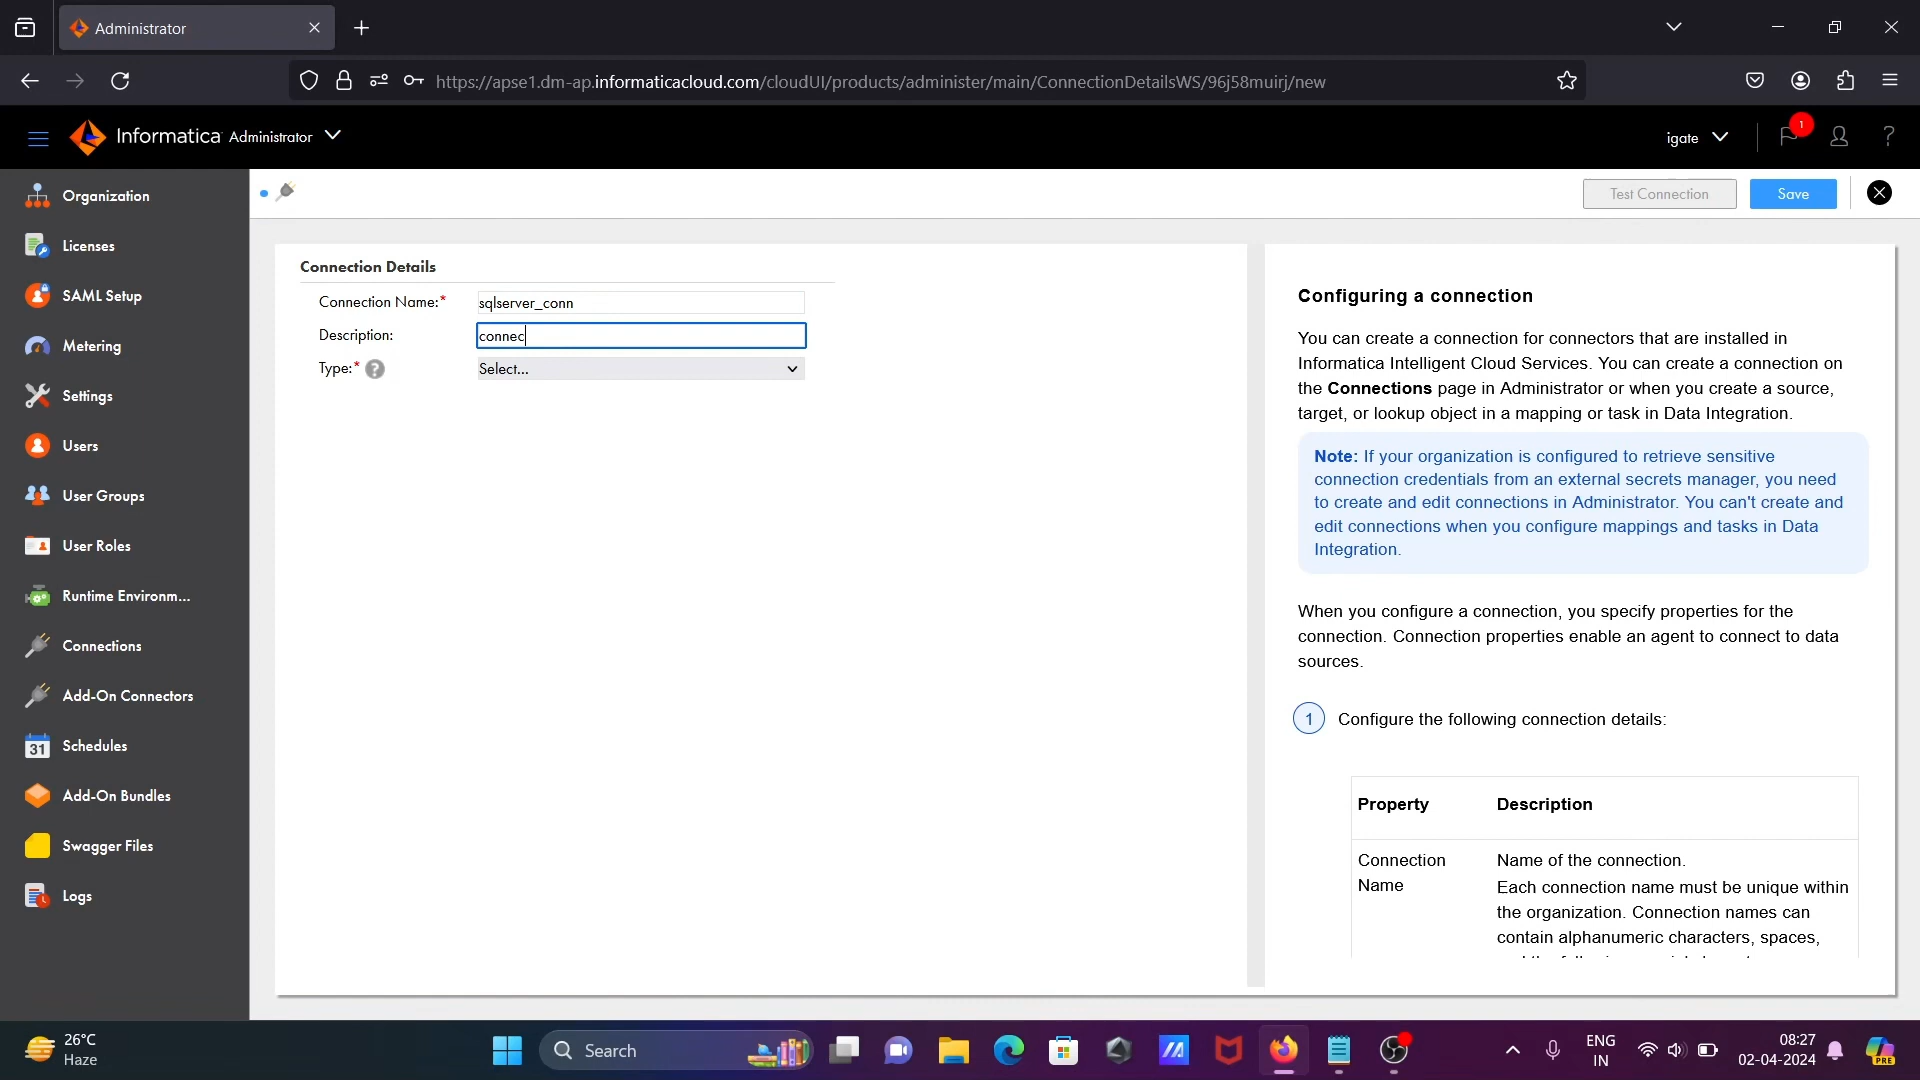 Administrator
https://apse1.dm-ap.informaticacloud.com/cloudUI/products/administer/main/ConnectionDetailsWS/96j58muirj/new
Informatica Administrator
igate
1
?
Organization
Licenses
SAML Setup
Metering
Settings
Users
User Groups
User Roles
Runtime Environm...
Connections
Add-On Connectors
31
Schedules
Add-On Bundles
Swagger Files
Logs
Test Connection
Save
Connection Details
Connection Name:* sqlserver_conn
Description: connec
Type:* ? Select...
Configuring a connection
You can create a connection for connectors that are installed in
Informatica Intelligent Cloud Services. You can create a connection on
the Connections page in Administrator or when you create a source,
target, or lookup object in a mapping or task in Data Integration.
Note: If your organization is configured to retrieve sensitive
connection credentials from an external secrets manager, you need
to create and edit connections in Administrator. You can't create and
edit connections when you configure mappings and tasks in Data
Integration.
When you configure a connection, you specify properties for the
connection. Connection properties enable an agent to connect to data
sources.
1 Configure the following connection details:
Property Description
Connection Name
Name of the connection.
Each connection name must be unique within
the organization. Connection names can
contain alphanumeric characters, spaces,
26°C
Haze
Search
ENG
IN
08:27
02-04-2024
PRE